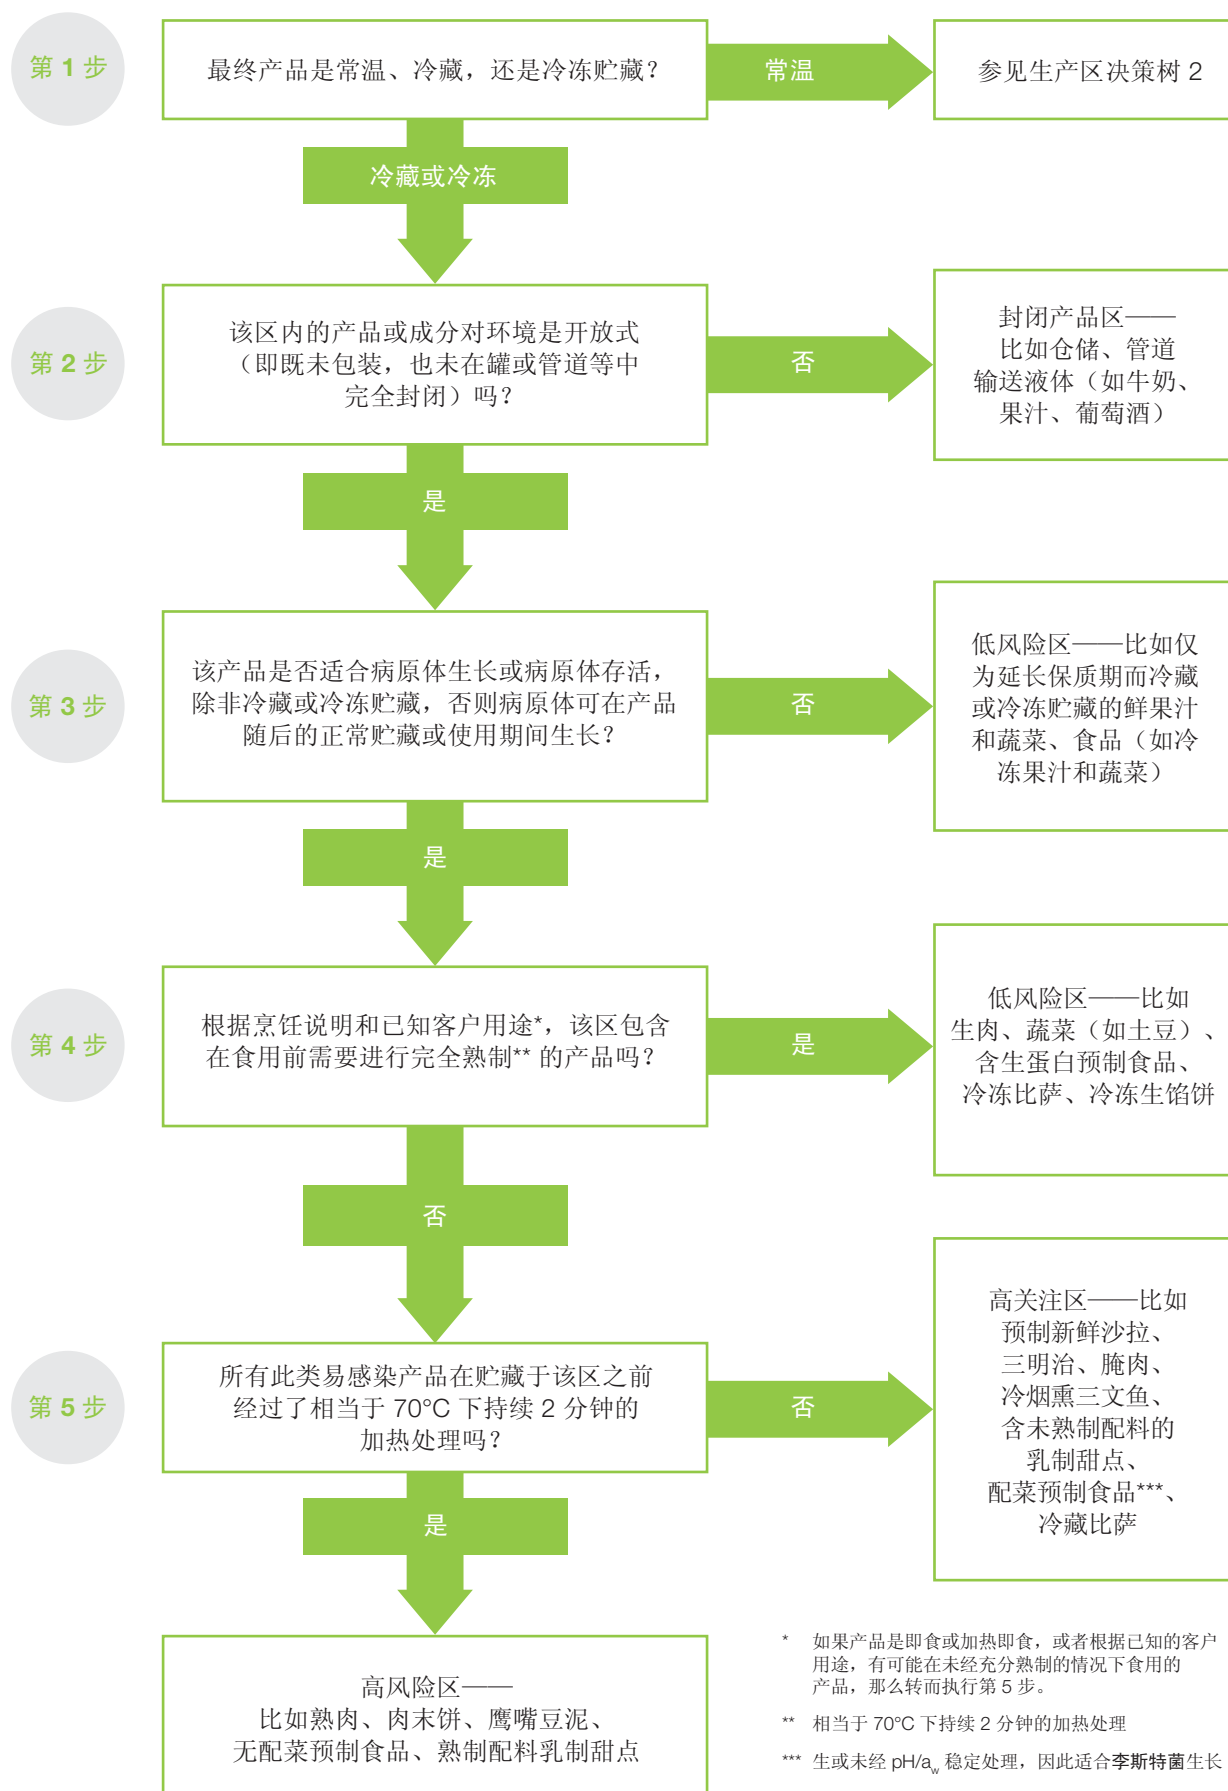 第 1 步
最终产品是常温、冷藏，还是冷冻贮藏？
常温
参见生产区决策树 2
冷藏或冷冻
第 2 步
该区内的产品或成分对环境是开放式
（即既未包装，也未在罐或管道等中
完全封闭）吗？
否
封闭产品区——
比如仓储、管道
输送液体（如牛奶、
果汁、葡萄酒）
是
第 3 步
该产品是否适合病原体生长或病原体存活，
除非冷藏或冷冻贮藏，否则病原体可在产品
随后的正常贮藏或使用期间生长？
否
低风险区——比如仅
为延长保质期而冷藏
或冷冻贮藏的鲜果汁
和蔬菜、食品（如冷
冻果汁和蔬菜）
是
第 4 步
根据烹饪说明和已知客户用途*，该区包含
在食用前需要进行完全熟制** 的产品吗？
是
低风险区——比如
生肉、蔬菜（如土豆）、
含生蛋白预制食品、
冷冻比萨、冷冻生馅饼
否
第 5 步
所有此类易感染产品在贮藏于该区之前
经过了相当于 70°C 下持续 2 分钟的
加热处理吗？
否
高关注区——比如
预制新鲜沙拉、
三明治、腌肉、
冷烟熏三文鱼、
含未熟制配料的
乳制甜点、
配菜预制食品***、
冷藏比萨
是
高风险区——
比如熟肉、肉末饼、鹰嘴豆泥、
无配菜预制食品、熟制配料乳制甜点
* 如果产品是即食或加热即食，或者根据已知的客户
用途，有可能在未经充分熟制的情况下食用的
产品，那么转而执行第 5 步。
** 相当于 70°C 下持续 2 分钟的加热处理
*** 生或未经 pH/aw 稳定处理，因此适合李斯特菌生长